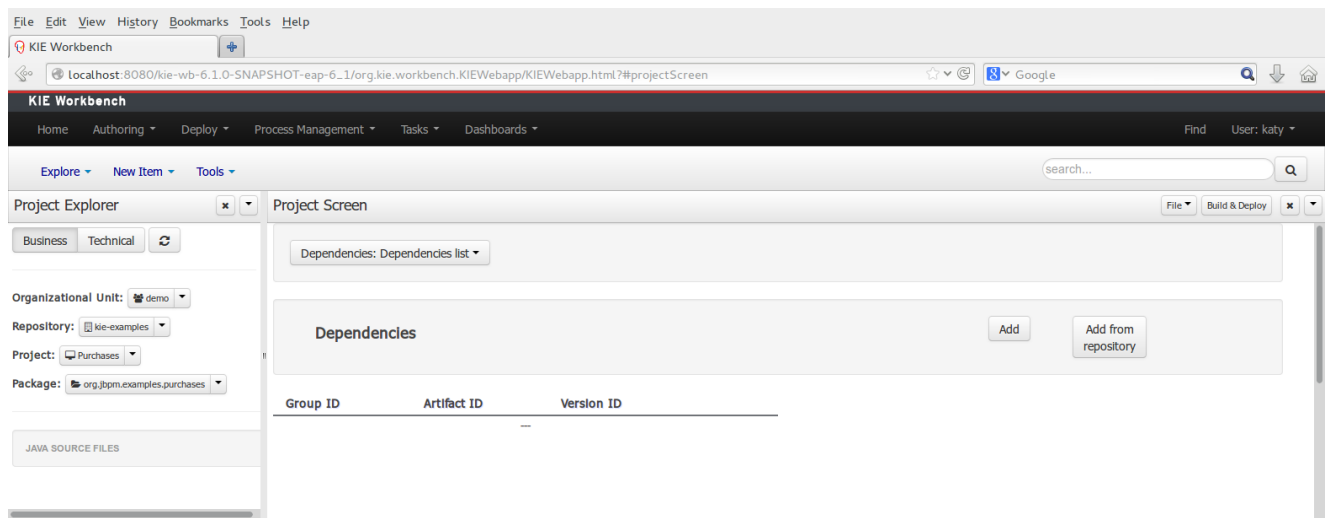 File Edit View History Bookmarks Tools Help
KIE Workbench
localhost:8080/kie-wb-6.1.0-SNAPSHOT-eap-6_1/org.kie.workbench.KIEWebapp/KIEWebapp.html?#projectScreen
Google
KIE Workbench
Home Authoring Deploy Process Management Tasks Dashboards Find User: katy
Explore New Item Tools search...
Project Explorer Project Screen File Build & Deploy
Business Technical
Dependencies: Dependencies list
Organizational Unit: demo
Repository: kie-examples
Project: Purchases
Package: org.jbpm.examples.purchases
Dependencies Add Add from
repository
Group ID Artifact ID Version ID
---
JAVA SOURCE FILES